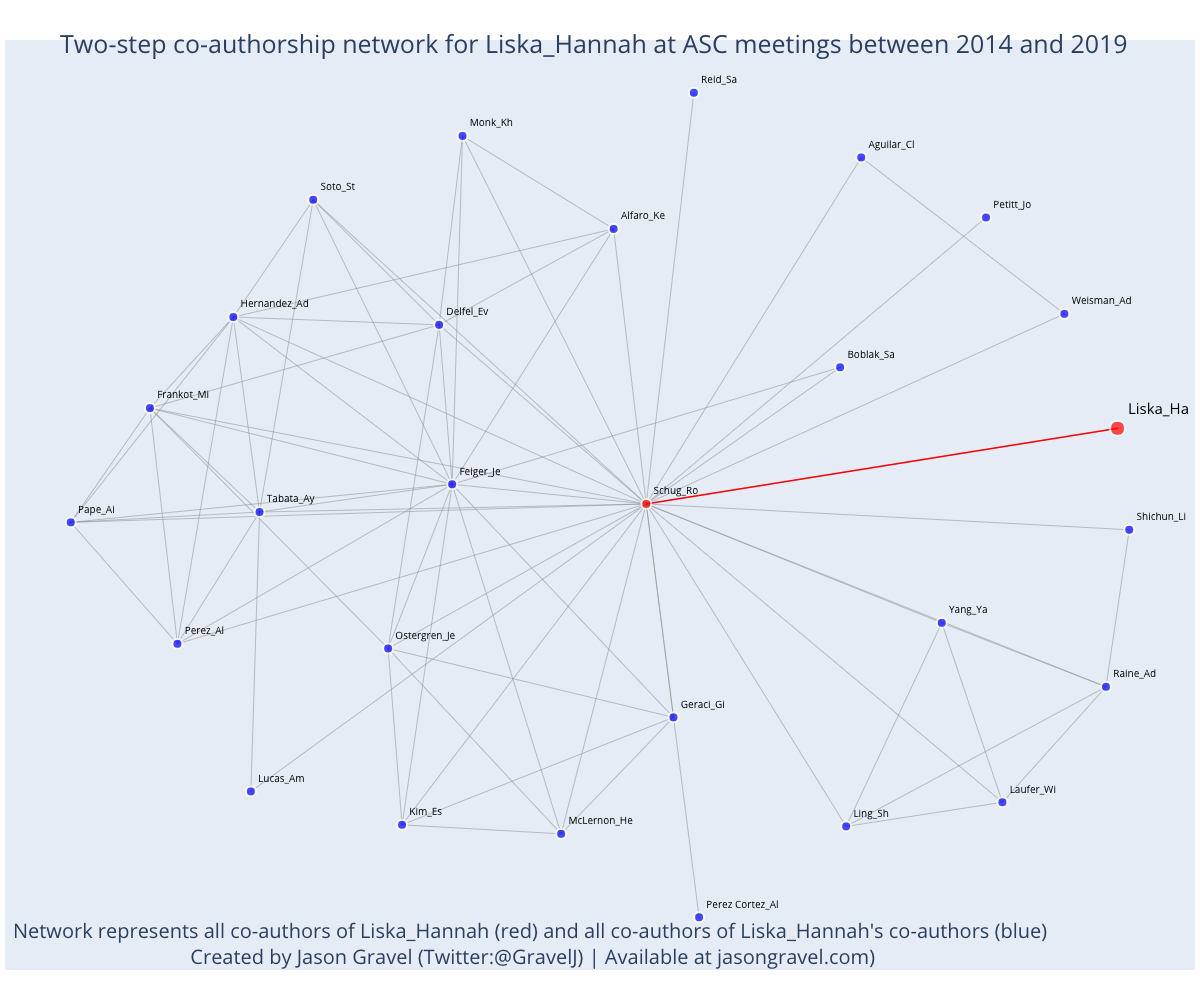 Two-step co-authorship network for Liska_Hannah at ASC meetings between 2014 and 2019
Reid_Sa
Monk_Kh
Aguilar_Cl
Soto_St
Petitt_Jo
Alfaro_Ke
Weisman_Ad
Hernandez_Ad
Delfel_Ev
Boblak_Sa
Frankot_Mi
Liska_Ha
Feiger_Je
Schug_Ro
Tabata_Ay
Pape_Ai
Shichun_Li
Yang_Ya
Perez_Al
Ostergren_Je
Raine_Ad
Geraci_Gi
Lucas_Am
Laufer_Wi
Kim_Es
Ling_Sh
McLernon_He
Perez Cortez_Al
Network represents all co-authors of Liska_Hannah (red) and all co-authors of Liska_Hannah's co-authors (blue)
Created by Jason Gravel (Twitter:@GravelJ) | Available at jasongravel.com)